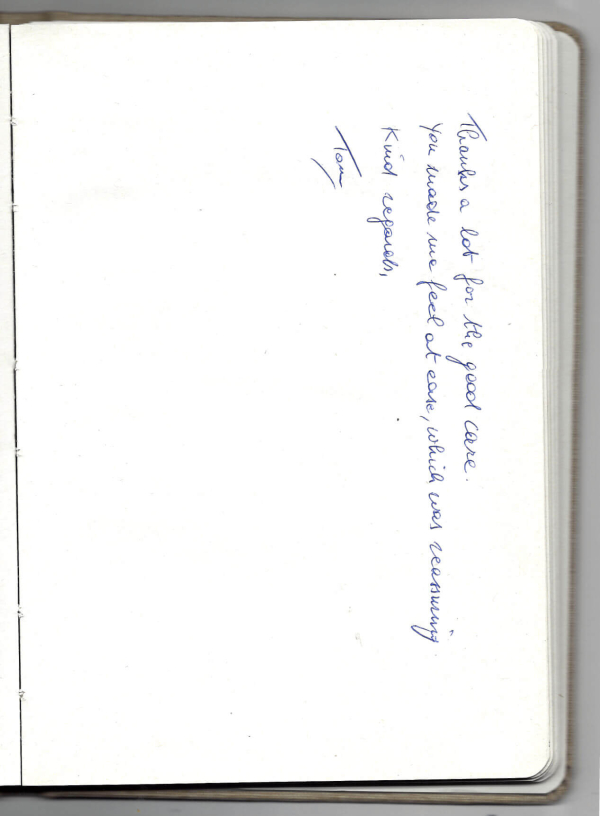 Thanks a lot for the good care.
You made me feel at ease, which was reassuring
Kind regards,
Tom